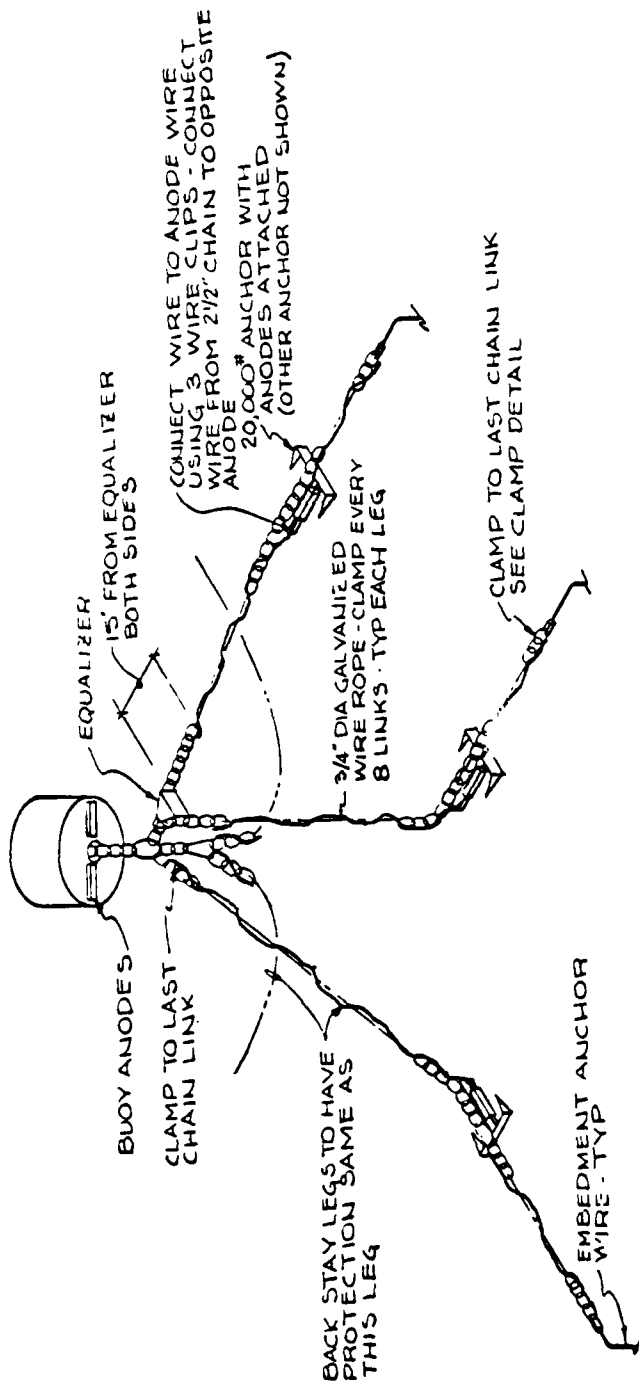 BUOY ANODES
CLAMP TO LAST
CHAIN LINK
BACK STAY LEGS TO HAVE
PROTECTION SAME AS
THIS LEG
EMBEDMENT ANCHOR
WIRE - TYP
EQUALIZER
15' FROM EQUALIZER
BOTH SIDES
CONNECT WIRE TO ANODE WIRE
USING 3 WIRE CLIPS - CONNECT
WIRE FROM 2 1/2" CHAIN TO OPPOSITE
ANODE
20,000# ANCHOR WITH
ANODES ATTACHED
(OTHER ANCHOR NOT SHOWN)
3/4" DIA GALVANIZED
WIRE ROPE - CLAMP EVERY
8 LINKS - TYP EACH LEG
CLAMP TO LAST CHAIN LINK
SEE CLAMP DETAIL